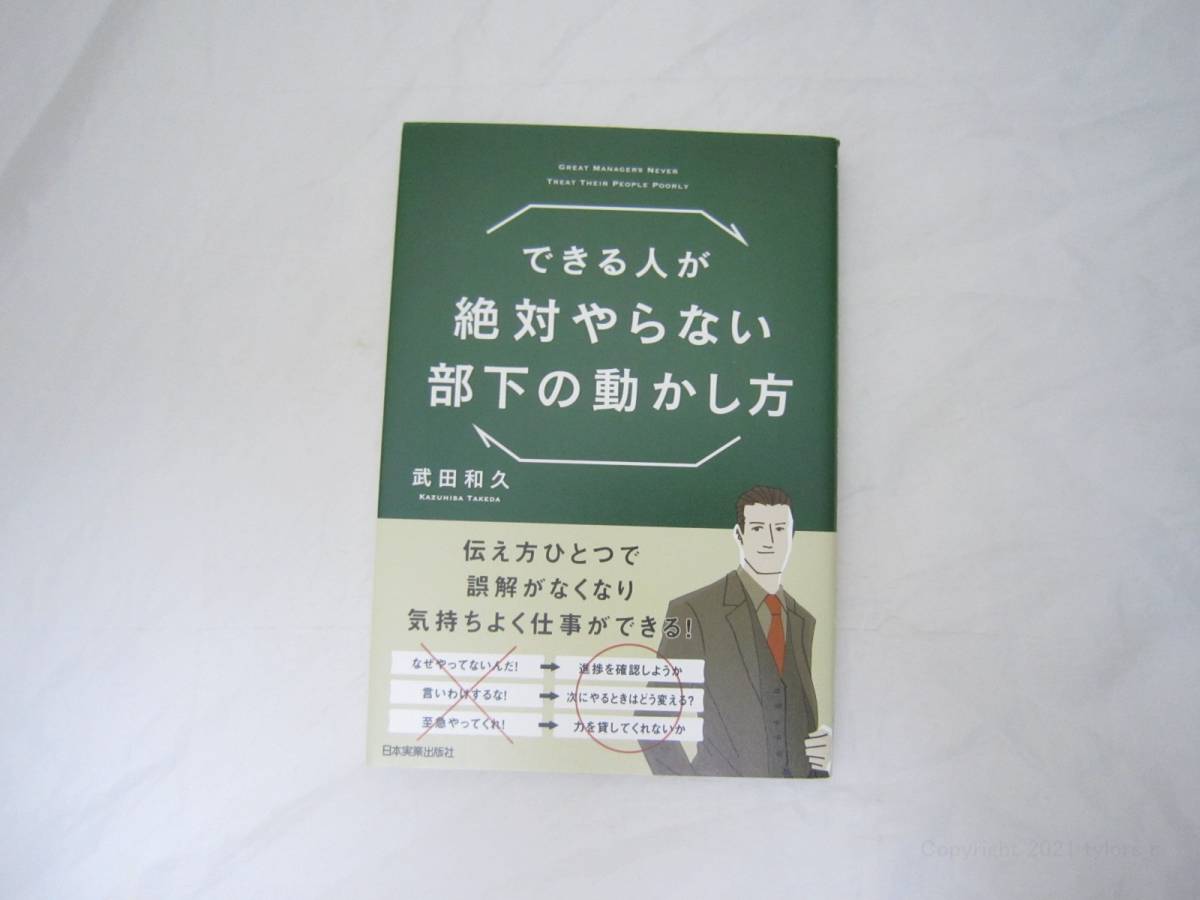 GREAT MANAGERS NEVER
TREAT THEIR PEOPLE POORLY
できる人が
絶対やらない
部下の動かし方
武田和久
KAZUHISA TAKEDA
伝え方ひとつで
誤解がなくなり
気持ちよく仕事ができる!
なぜやってないんだ! → 進捗を確認しようか
言いわけするな! → 次にやるときはどう変える?
至急やってくれ! → 力を貸してくれないか
日本実業出版社
Copyright 2021 tylors s